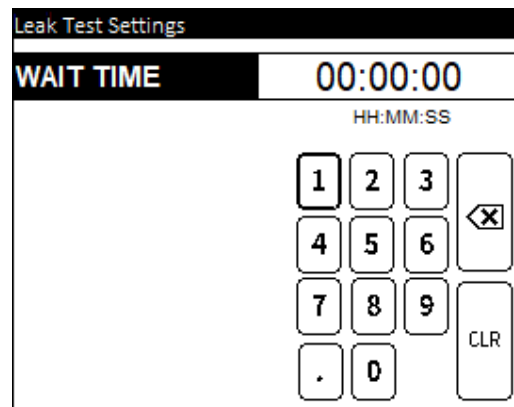 Leak Test Settings
WAIT TIME 00:00:00
HH:MM:SS
1 2 3
4 5 6
7 8 9
CLR
. 0